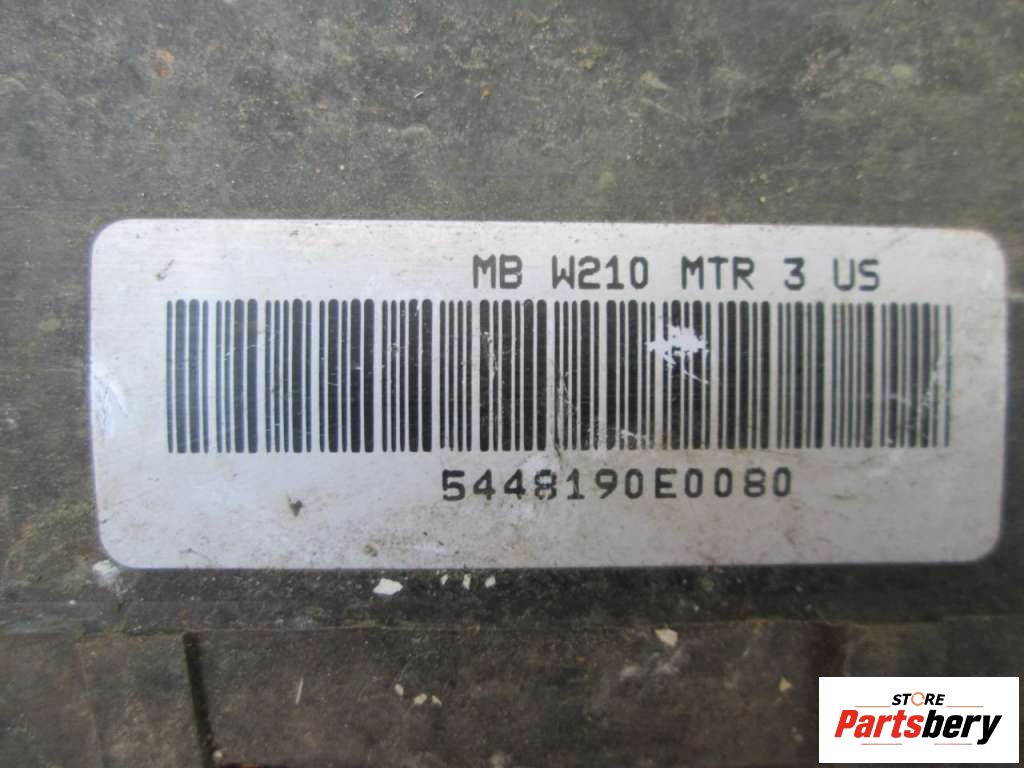 MB W210 MTR 3 US
5448190E0080
STORE
Partsbery